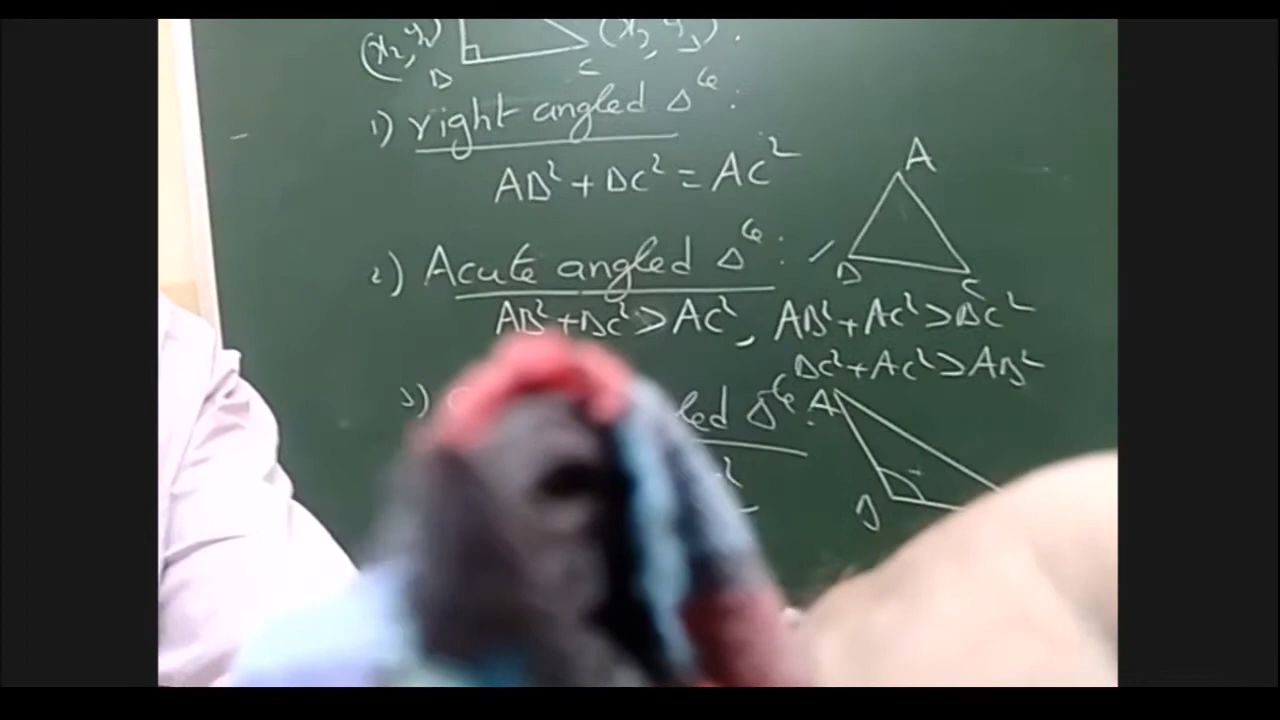 (x₂, y₂) B C (x₃, y₃).
1) right angled Δˡᵉ:
AB² + BC² = AC²
A
2) Acute angled Δˡᵉ:
B C
AB² + BC² > AC², AB² + AC² > BC²
BC² + AC² > AB²
3) Δˡᵉ: A
B